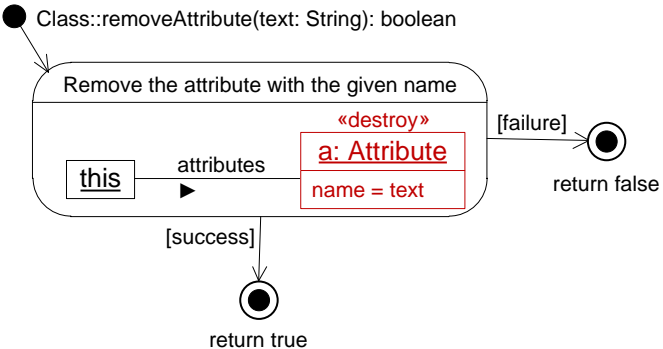 Class::removeAttribute(text: String): boolean
Remove the attribute with the given name
«destroy»
[failure]
a: Attribute
attributes
this
►
name = text
return false
[success]
return true